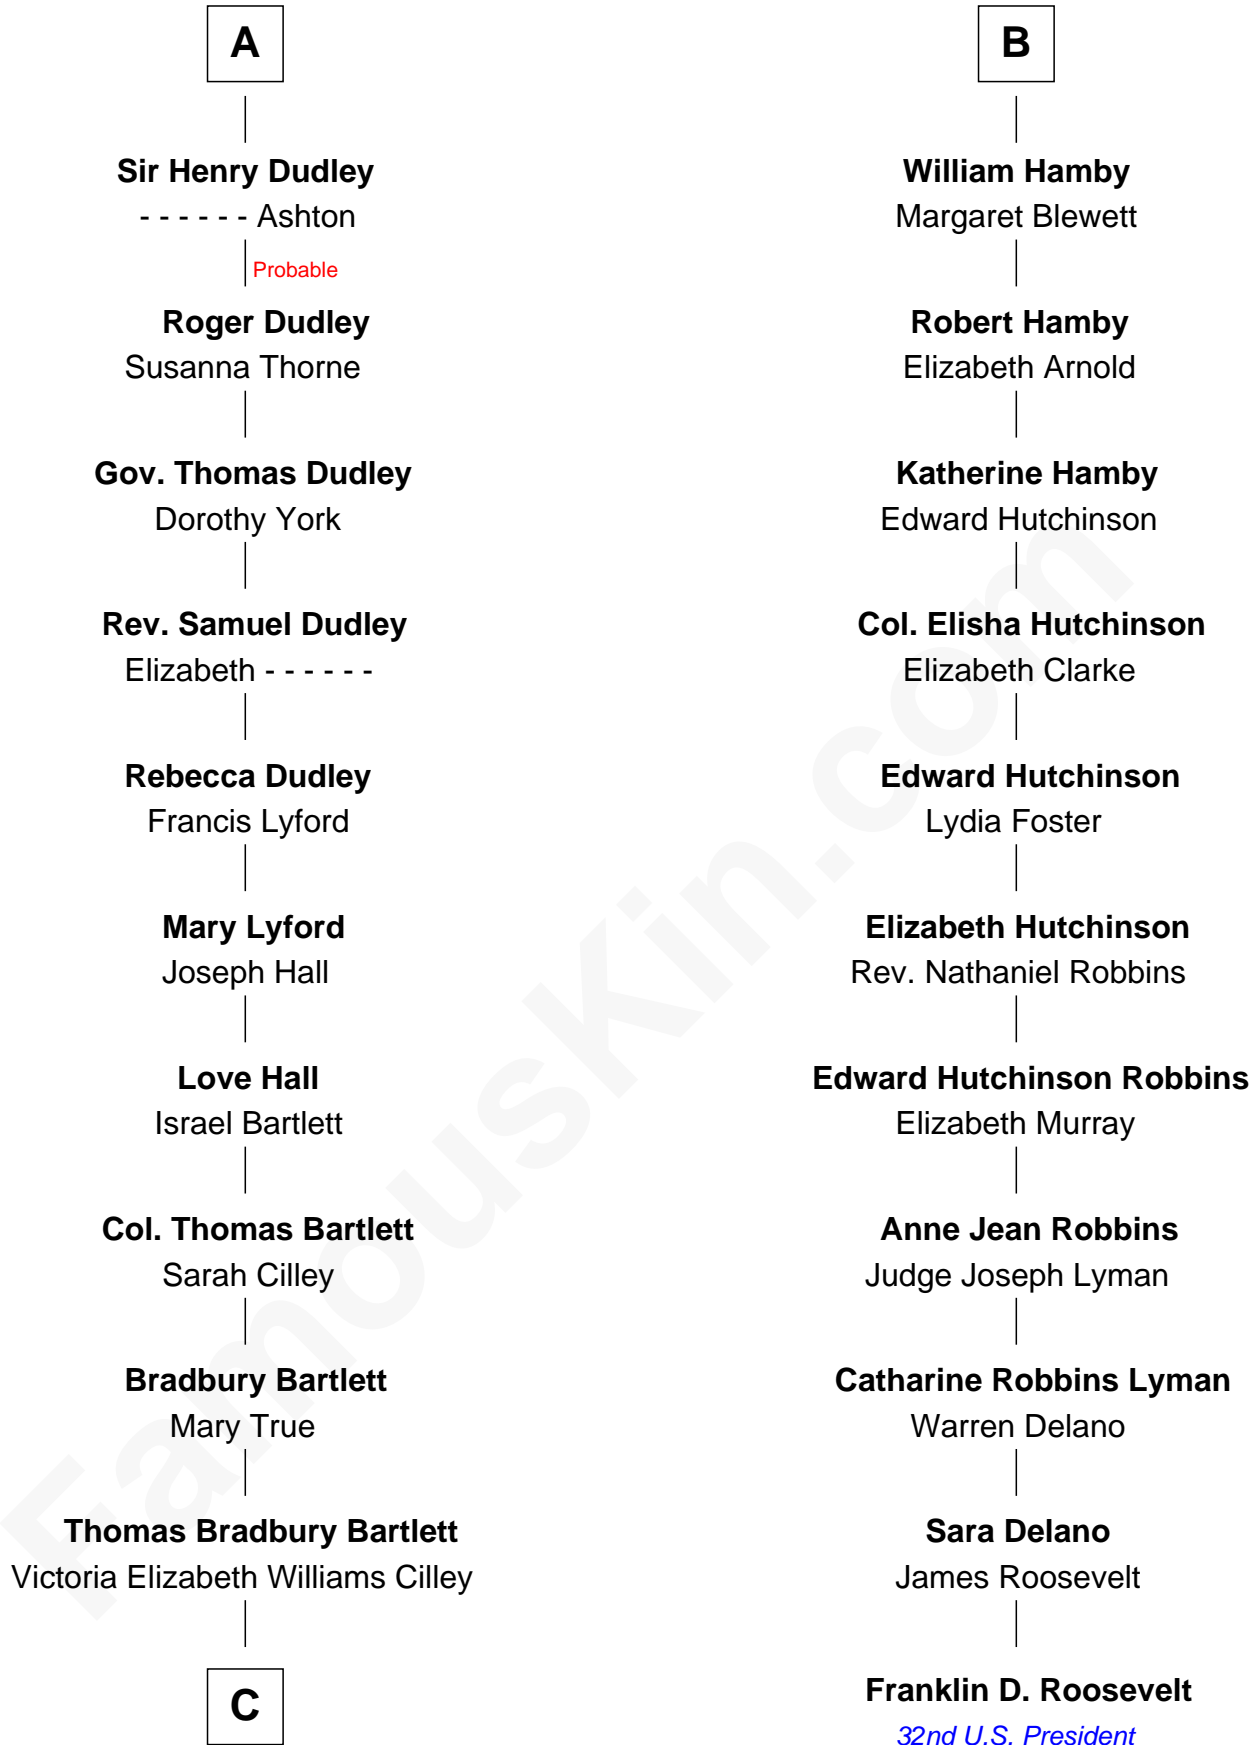 A
Sir Henry Dudley
- - - - - - Ashton
Probable
Roger Dudley
Susanna Thorne
Gov. Thomas Dudley
Dorothy York
Rev. Samuel Dudley
Elizabeth - - - - - -
Rebecca Dudley
Francis Lyford
Mary Lyford
Joseph Hall
Love Hall
Israel Bartlett
Col. Thomas Bartlett
Sarah Cilley
Bradbury Bartlett
Mary True
Thomas Bradbury Bartlett
Victoria Elizabeth Williams Cilley
C
B
William Hamby
Margaret Blewett
Robert Hamby
Elizabeth Arnold
Katherine Hamby
Edward Hutchinson
Col. Elisha Hutchinson
Elizabeth Clarke
Edward Hutchinson
Lydia Foster
Elizabeth Hutchinson
Rev. Nathaniel Robbins
Edward Hutchinson Robbins
Elizabeth Murray
Anne Jean Robbins
Judge Joseph Lyman
Catharine Robbins Lyman
Warren Delano
Sara Delano
James Roosevelt
Franklin D. Roosevelt
32nd U.S. President
FamousKin.com